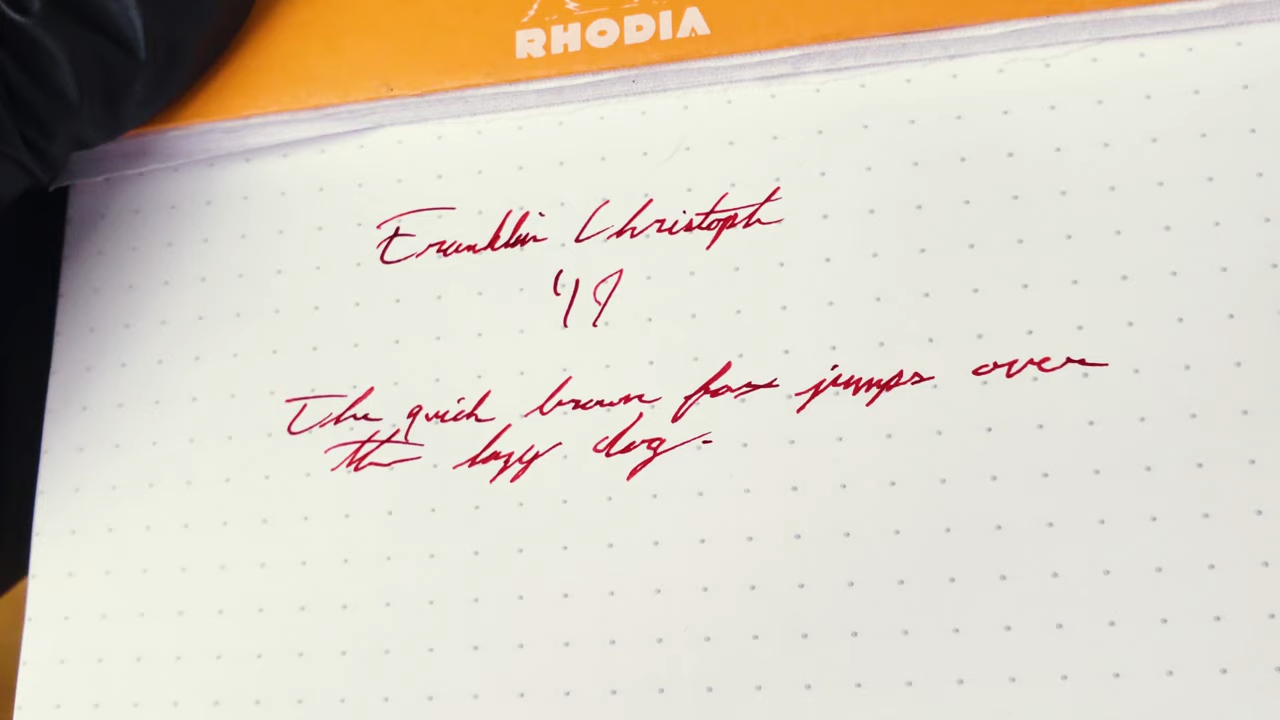 RHODIA
Franklin Christoph
'19
The quick brown fox jumps over
the lazy dog.